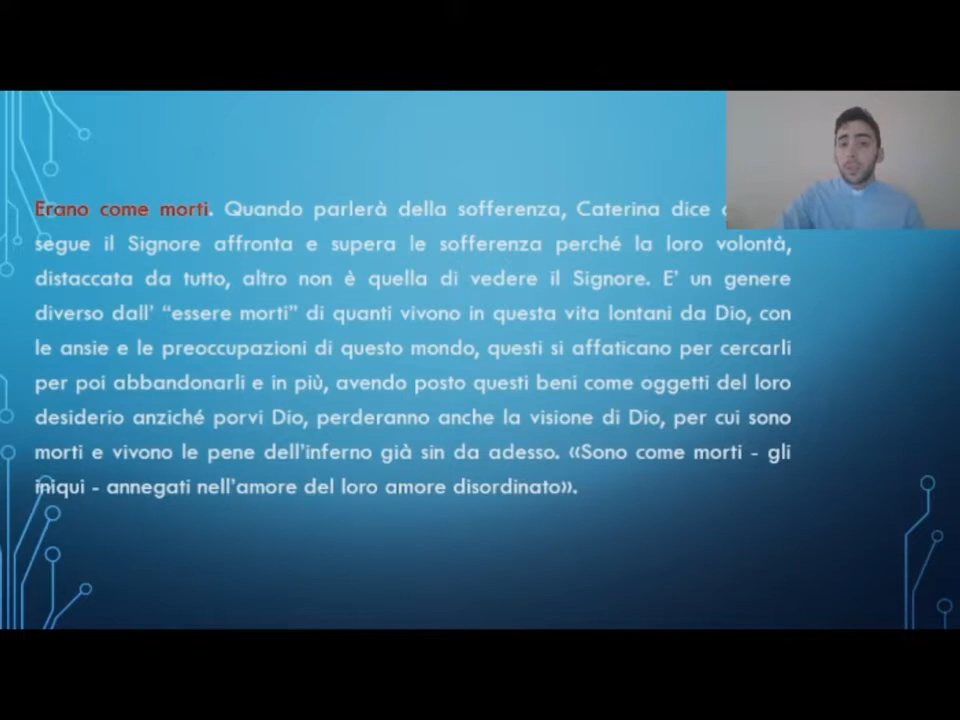 Erano come morti. Quando parlerà della sofferenza, Caterina dice
segue il Signore affronta e supera le sofferenza perché la loro volontà,
distaccata da tutto, altro non è quella di vedere il Signore. E' un genere
diverso dall' “essere morti” di quanti vivono in questa vita lontani da Dio, con
le ansie e le preoccupazioni di questo mondo, questi si affaticano per cercarli
per poi abbandonarli e in più, avendo posto questi beni come oggetti del loro
desiderio anziché porvi Dio, perderanno anche la visione di Dio, per cui sono
morti e vivono le pene dell'inferno già sin da adesso. «Sono come morti - gli
iniqui - annegati nell'amore del loro amore disordinato».